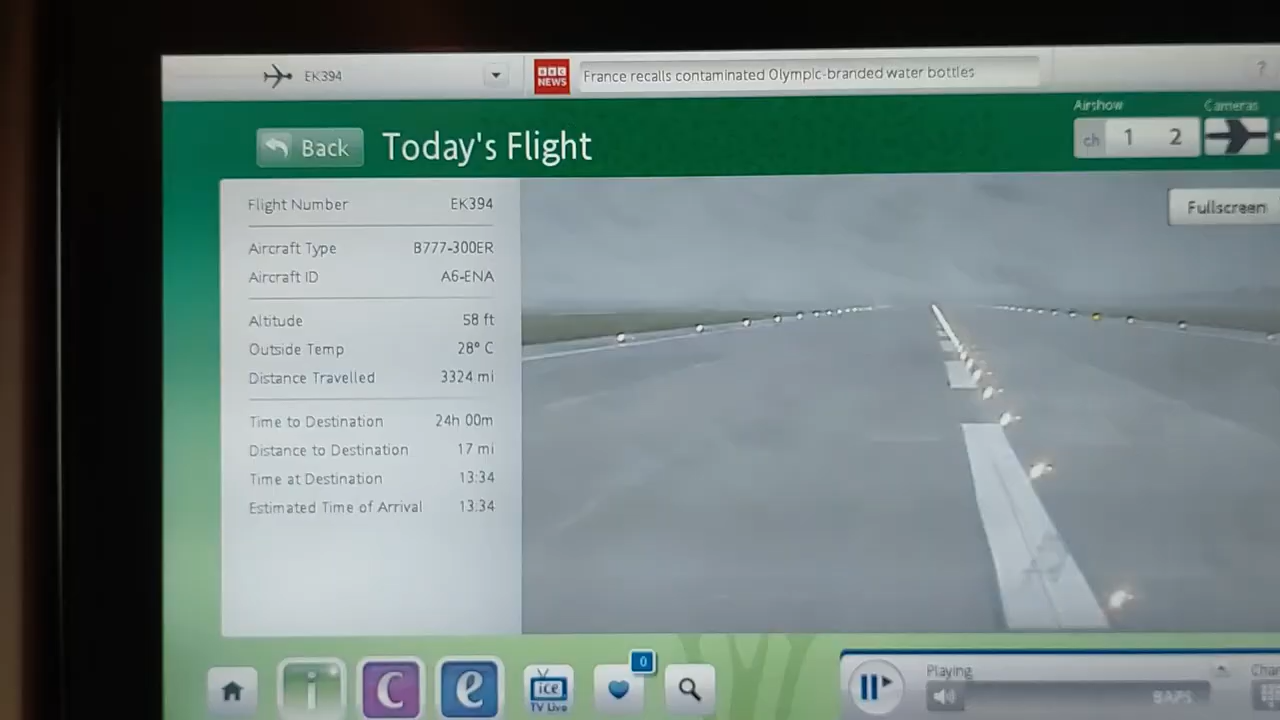 EK394
BBC NEWS
France recalls contaminated Olympic-branded water bottles
?
Back
Today's Flight
Airshow
ch 1 2
Cameras
Flight Number EK394
Aircraft Type B777-300ER
Aircraft ID A6-ENA
Altitude 58 ft
Outside Temp 28° C
Distance Travelled 3324 mi
Time to Destination 24h 00m
Distance to Destination 17 mi
Time at Destination 13:34
Estimated Time of Arrival 13:34
Fullscreen
i
C
e
ice
TV Live
0
Playing
BAPS